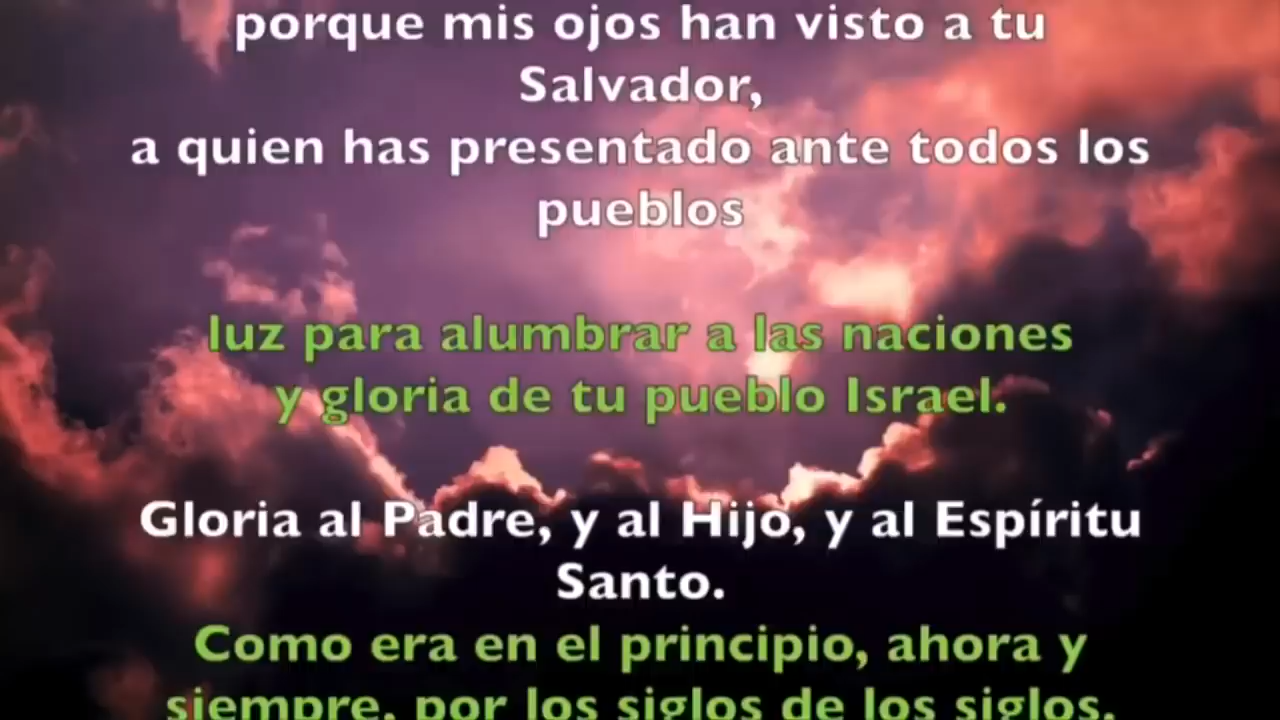 porque mis ojos han visto a tu
Salvador,
a quien has presentado ante todos los
pueblos
luz para alumbrar a las naciones
y gloria de tu pueblo Israel.
Gloria al Padre, y al Hijo, y al Espíritu
Santo.
Como era en el principio, ahora y
siempre, por los siglos de los siglos.